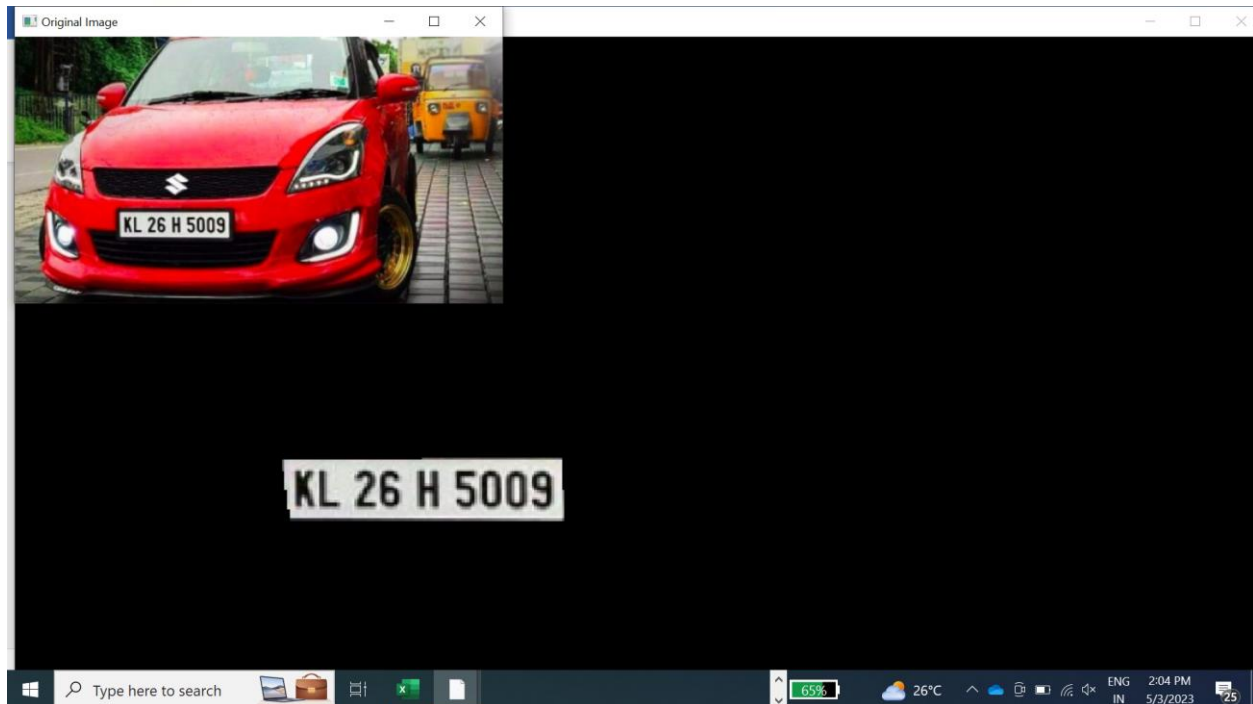 Original Image
KL 26 H 5009
KL 26 H 5009
Type here to search
65%
26°C
ENG
IN
2:04 PM
5/3/2023
25